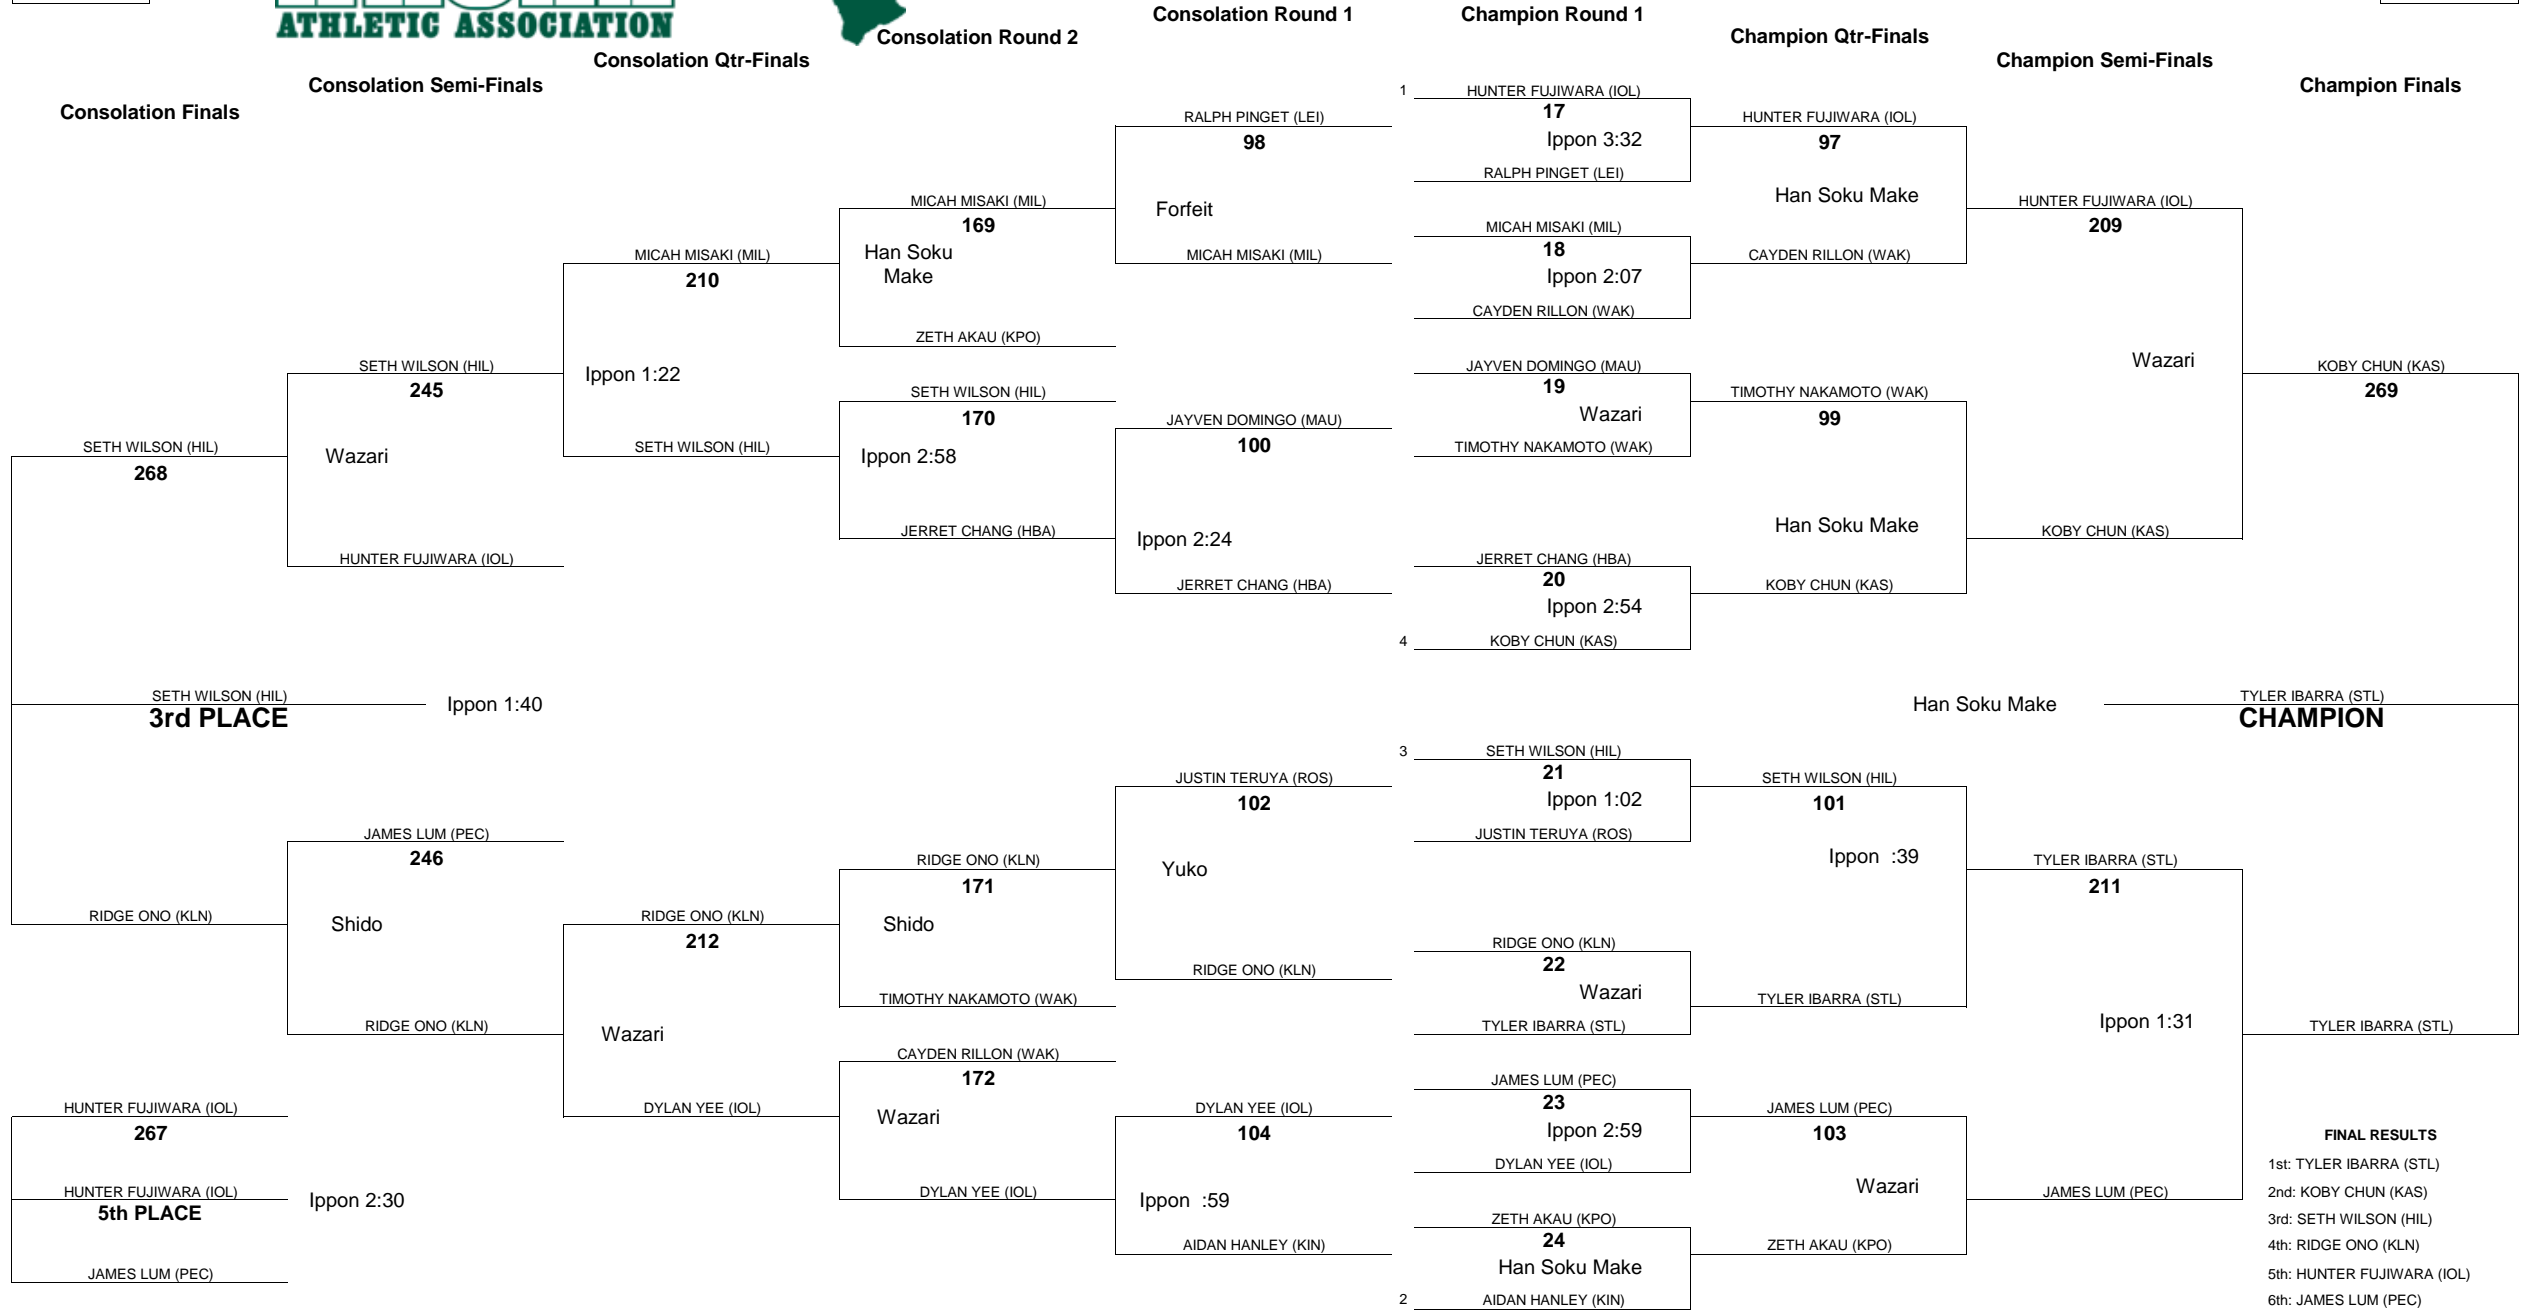 ATHLETIC ASSOCIATION
Consolation Round 1
Champion Round 1
Consolation Round 2
Champion Qtr-Finals
Consolation Qtr-Finals
Champion Semi-Finals
Consolation Semi-Finals
Champion Finals
Consolation Finals
SETH WILSON (HIL)
268
SETH WILSON (HIL)
3rd PLACE
Ippon 1:40
RIDGE ONO (KLN)
HUNTER FUJIWARA (IOL)
267
HUNTER FUJIWARA (IOL)
5th PLACE
Ippon 2:30
JAMES LUM (PEC)
SETH WILSON (HIL)
245
Wazari
HUNTER FUJIWARA (IOL)
JAMES LUM (PEC)
246
Shido
RIDGE ONO (KLN)
MICAH MISAKI (MIL)
210
Ippon 1:22
SETH WILSON (HIL)
RIDGE ONO (KLN)
212
Wazari
DYLAN YEE (IOL)
MICAH MISAKI (MIL)
169
Han Soku
Make
ZETH AKAU (KPO)
SETH WILSON (HIL)
170
Ippon 2:58
JERRET CHANG (HBA)
RIDGE ONO (KLN)
171
Shido
TIMOTHY NAKAMOTO (WAK)
CAYDEN RILLON (WAK)
172
Wazari
DYLAN YEE (IOL)
RALPH PINGET (LEI)
98
Forfeit
MICAH MISAKI (MIL)
JAYVEN DOMINGO (MAU)
100
Ippon 2:24
JERRET CHANG (HBA)
JUSTIN TERUYA (ROS)
102
Yuko
RIDGE ONO (KLN)
DYLAN YEE (IOL)
104
Ippon :59
AIDAN HANLEY (KIN)
1 HUNTER FUJIWARA (IOL)
17
Ippon 3:32
RALPH PINGET (LEI)
MICAH MISAKI (MIL)
18
Ippon 2:07
CAYDEN RILLON (WAK)
JAYVEN DOMINGO (MAU)
19
Wazari
TIMOTHY NAKAMOTO (WAK)
JERRET CHANG (HBA)
20
Ippon 2:54
4 KOBY CHUN (KAS)
3 SETH WILSON (HIL)
21
Ippon 1:02
JUSTIN TERUYA (ROS)
RIDGE ONO (KLN)
22
Wazari
TYLER IBARRA (STL)
JAMES LUM (PEC)
23
Ippon 2:59
DYLAN YEE (IOL)
ZETH AKAU (KPO)
24
Han Soku Make
2 AIDAN HANLEY (KIN)
HUNTER FUJIWARA (IOL)
97
Han Soku Make
CAYDEN RILLON (WAK)
TIMOTHY NAKAMOTO (WAK)
99
Han Soku Make
KOBY CHUN (KAS)
SETH WILSON (HIL)
101
Ippon :39
TYLER IBARRA (STL)
JAMES LUM (PEC)
103
Wazari
ZETH AKAU (KPO)
HUNTER FUJIWARA (IOL)
209
Wazari
KOBY CHUN (KAS)
TYLER IBARRA (STL)
211
Ippon 1:31
JAMES LUM (PEC)
KOBY CHUN (KAS)
269
Han Soku Make
TYLER IBARRA (STL)
CHAMPION
TYLER IBARRA (STL)
FINAL RESULTS
1st: TYLER IBARRA (STL)
2nd: KOBY CHUN (KAS)
3rd: SETH WILSON (HIL)
4th: RIDGE ONO (KLN)
5th: HUNTER FUJIWARA (IOL)
6th: JAMES LUM (PEC)